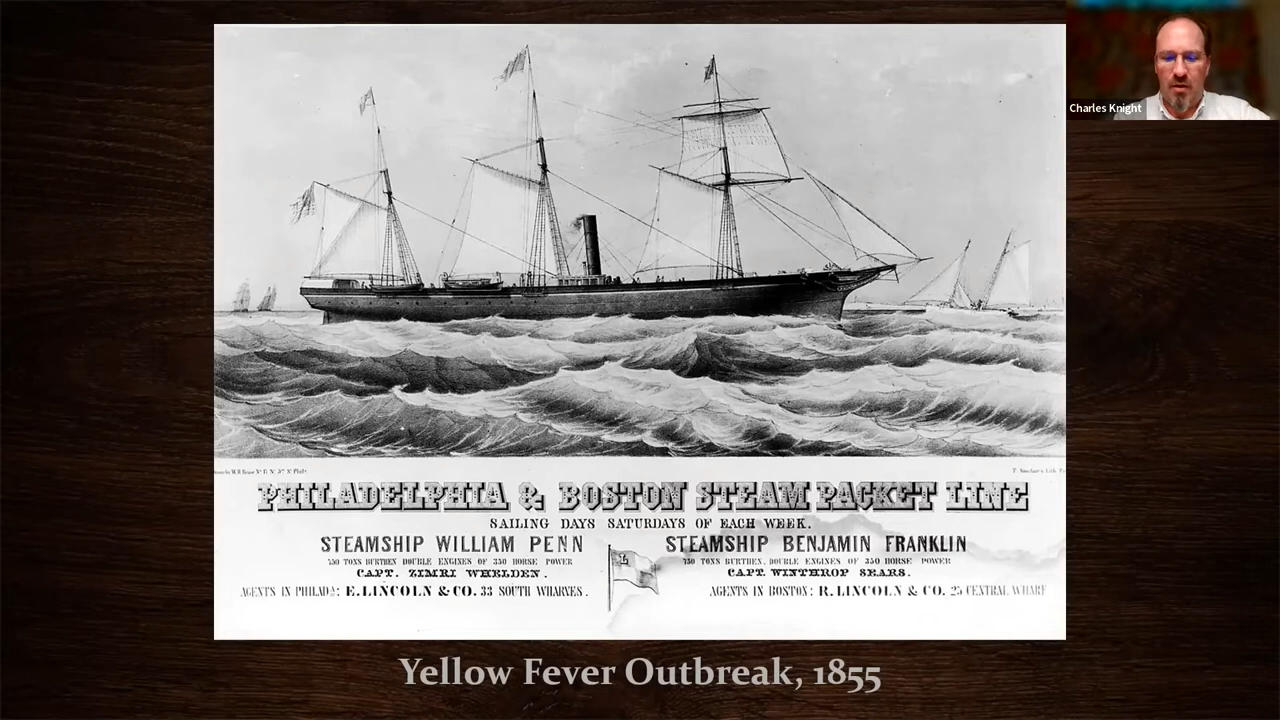 Charles Knight
PHILADELPHIA & BOSTON STEAM PACKET LINE
SAILING DAYS SATURDAYS OF EACH WEEK.
STEAMSHIP WILLIAM PENN
750 TONS BURTHEN DOUBLE ENGINES OF 350 HORSE POWER
CAPT. ZIMRI WHELDEN.
AGENTS IN PHILADA: E. LINCOLN & CO. 33 SOUTH WHARVES.
L
STEAMSHIP BENJAMIN FRANKLIN
750 TONS BURTHEN, DOUBLE ENGINES OF 350 HORSE POWER
CAPT. WINTHROP SEARS.
AGENTS IN BOSTON: R. LINCOLN & CO. 25 CENTRAL WHARF
Yellow Fever Outbreak, 1855